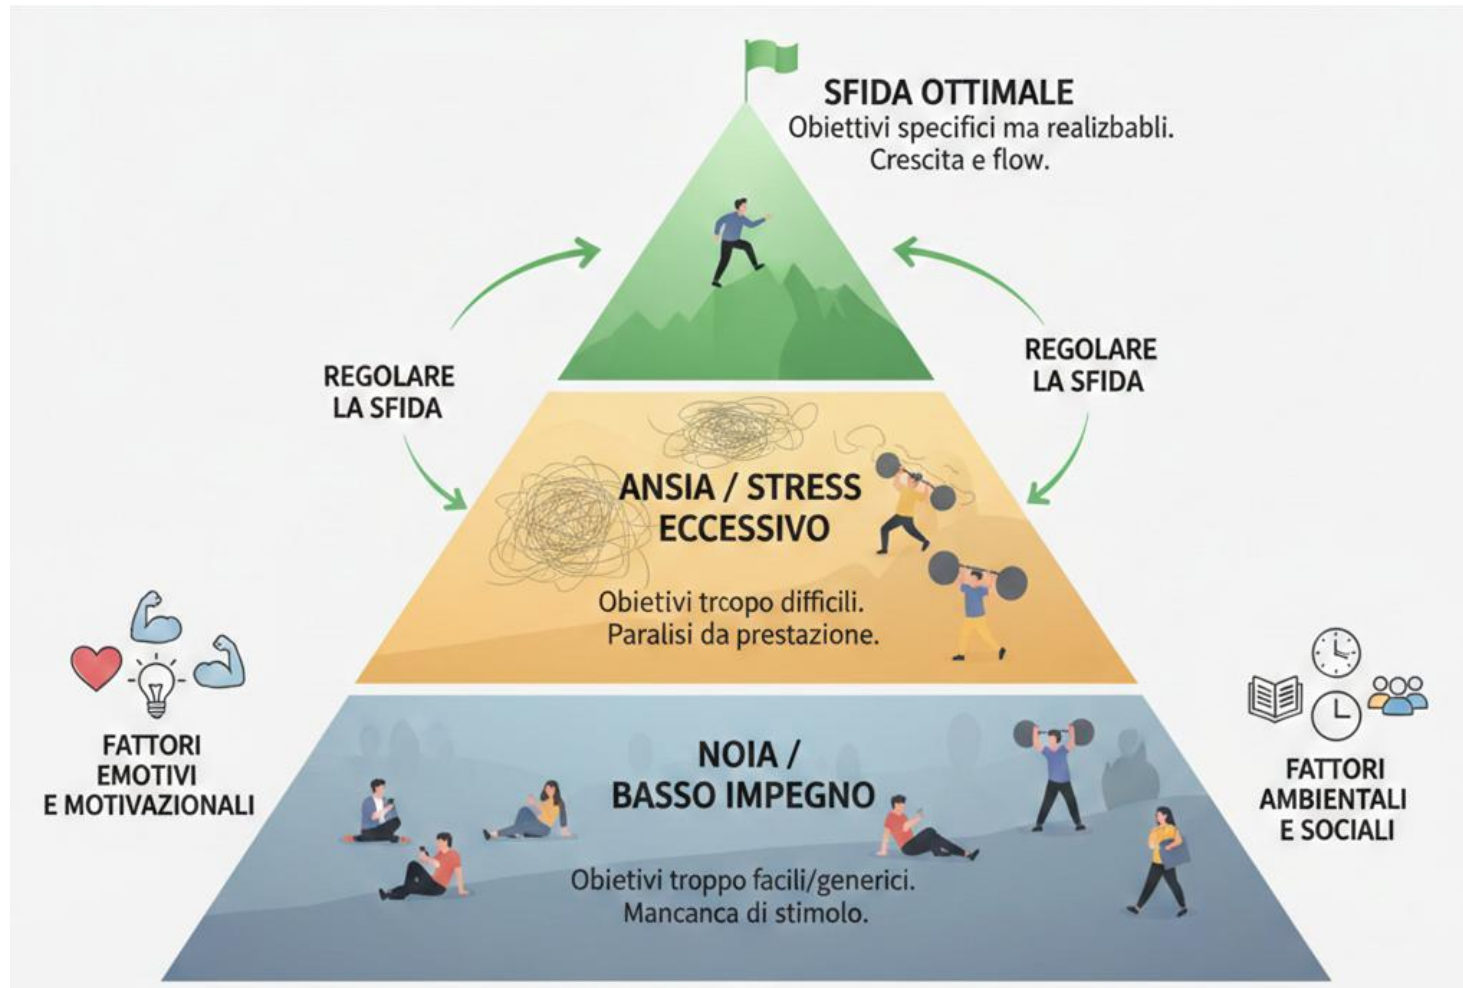 SFIDA OTTIMALE
Obiettivi specifici ma realizbabli.
Crescita e flow.
REGOLARE
LA SFIDA
REGOLARE
LA SFIDA
ANSIA / STRESS
ECCESSIVO
Obietivi trcopo difficili.
Paralisi da prestazione.
FATTORI
EMOTIVI
E MOTIVAZIONALI
NOIA /
BASSO IMPEGNO
Obietivi troppo facili/generici.
Mancanca di stimolo.
FATTORI
AMBIENTALI
E SOCIALI